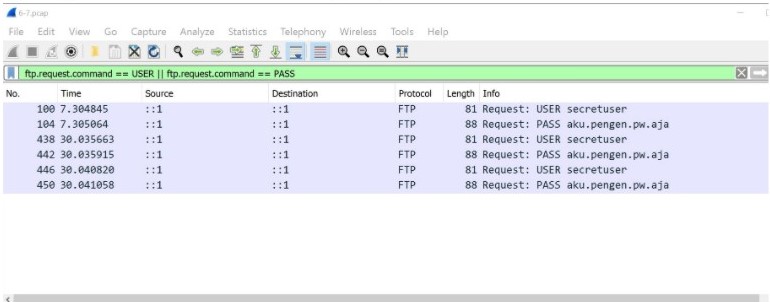 6-7.pcap
File Edit View Go Capture Analyze Statistics Telephony Wireless Tools Help
ftp.request.command == USER || ftp.request.command == PASS
No. Time Source Destination Protocol Length Info
100 7.304845 ::1 ::1 FTP 81 Request: USER secretuser
104 7.305064 ::1 ::1 FTP 88 Request: PASS aku.pengen.pw.aja
438 30.035663 ::1 ::1 FTP 81 Request: USER secretuser
442 30.035915 ::1 ::1 FTP 88 Request: PASS aku.pengen.pw.aja
446 30.040820 ::1 ::1 FTP 81 Request: USER secretuser
450 30.041058 ::1 ::1 FTP 88 Request: PASS aku.pengen.pw.aja